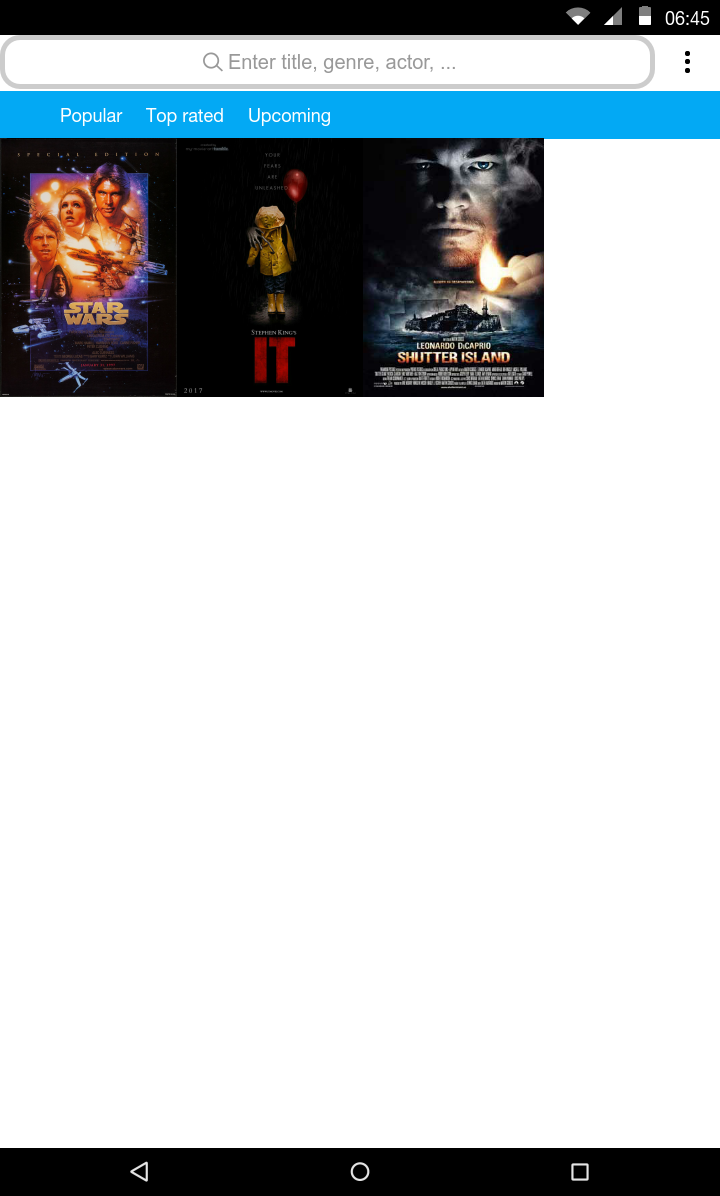 06:45
Enter title, genre, actor, ...
Popular Top rated Upcoming
SPECIAL EDITION
STAR
WARS
YOUR
FEARS
ARE
UNLEASHED
STEPHEN KING'S
IT
2017
LEONARDO DiCAPRIO
SHUTTER ISLAND